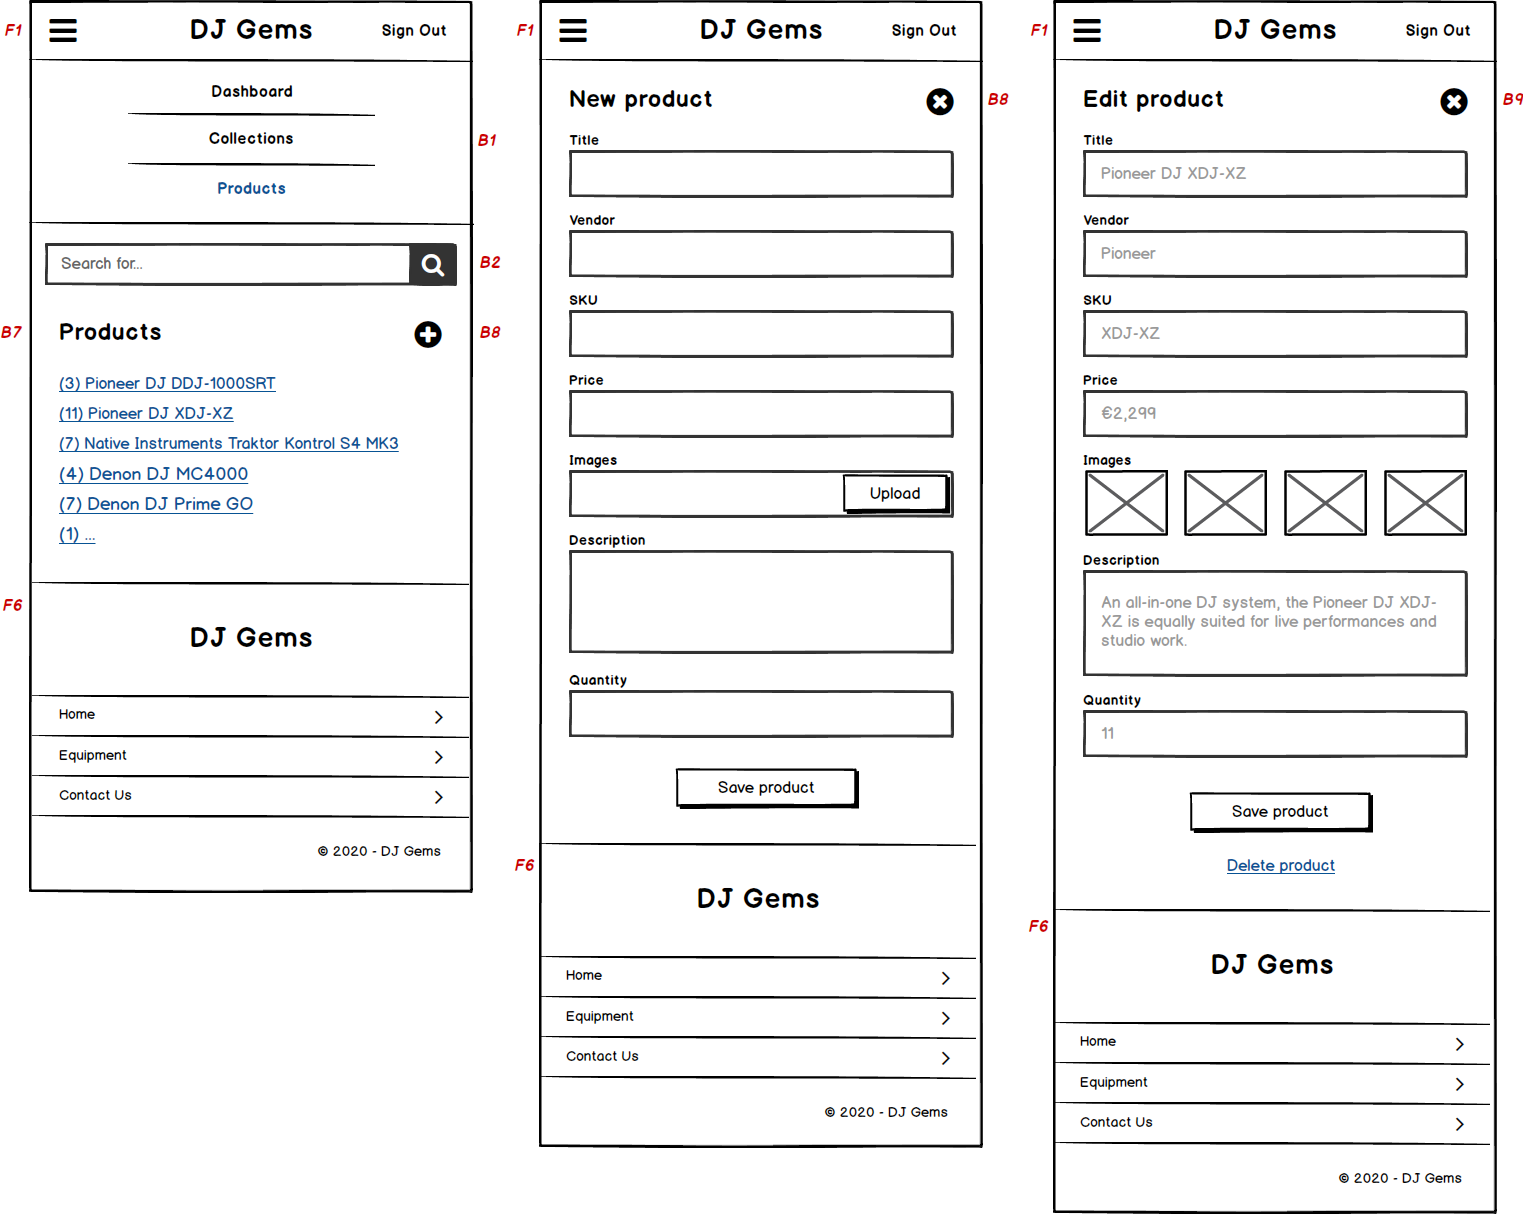 F1
DJ Gems
Sign Out
Dashboard
Collections
B1
Products
Search for...
B2
B7
Products
B8
(3) Pioneer DJ DDJ-1000SRT
(11) Pioneer DJ XDJ-XZ
(7) Native Instruments Traktor Kontrol S4 MK3
(4) Denon DJ MC4000
(7) Denon DJ Prime GO
(1) ...
F6
DJ Gems
Home
Equipment
Contact Us
© 2020 - DJ Gems
F1
DJ Gems
Sign Out
New product
B8
Title
Vendor
SKU
Price
Images
Upload
Description
Quantity
Save product
F6
DJ Gems
Home
Equipment
Contact Us
© 2020 - DJ Gems
F1
DJ Gems
Sign Out
Edit product
B9
Title
Pioneer DJ XDJ-XZ
Vendor
Pioneer
SKU
XDJ-XZ
Price
€2,299
Images
Description
An all-in-one DJ system, the Pioneer DJ XDJ-
XZ is equally suited for live performances and
studio work.
Quantity
11
Save product
Delete product
F6
DJ Gems
Home
Equipment
Contact Us
© 2020 - DJ Gems